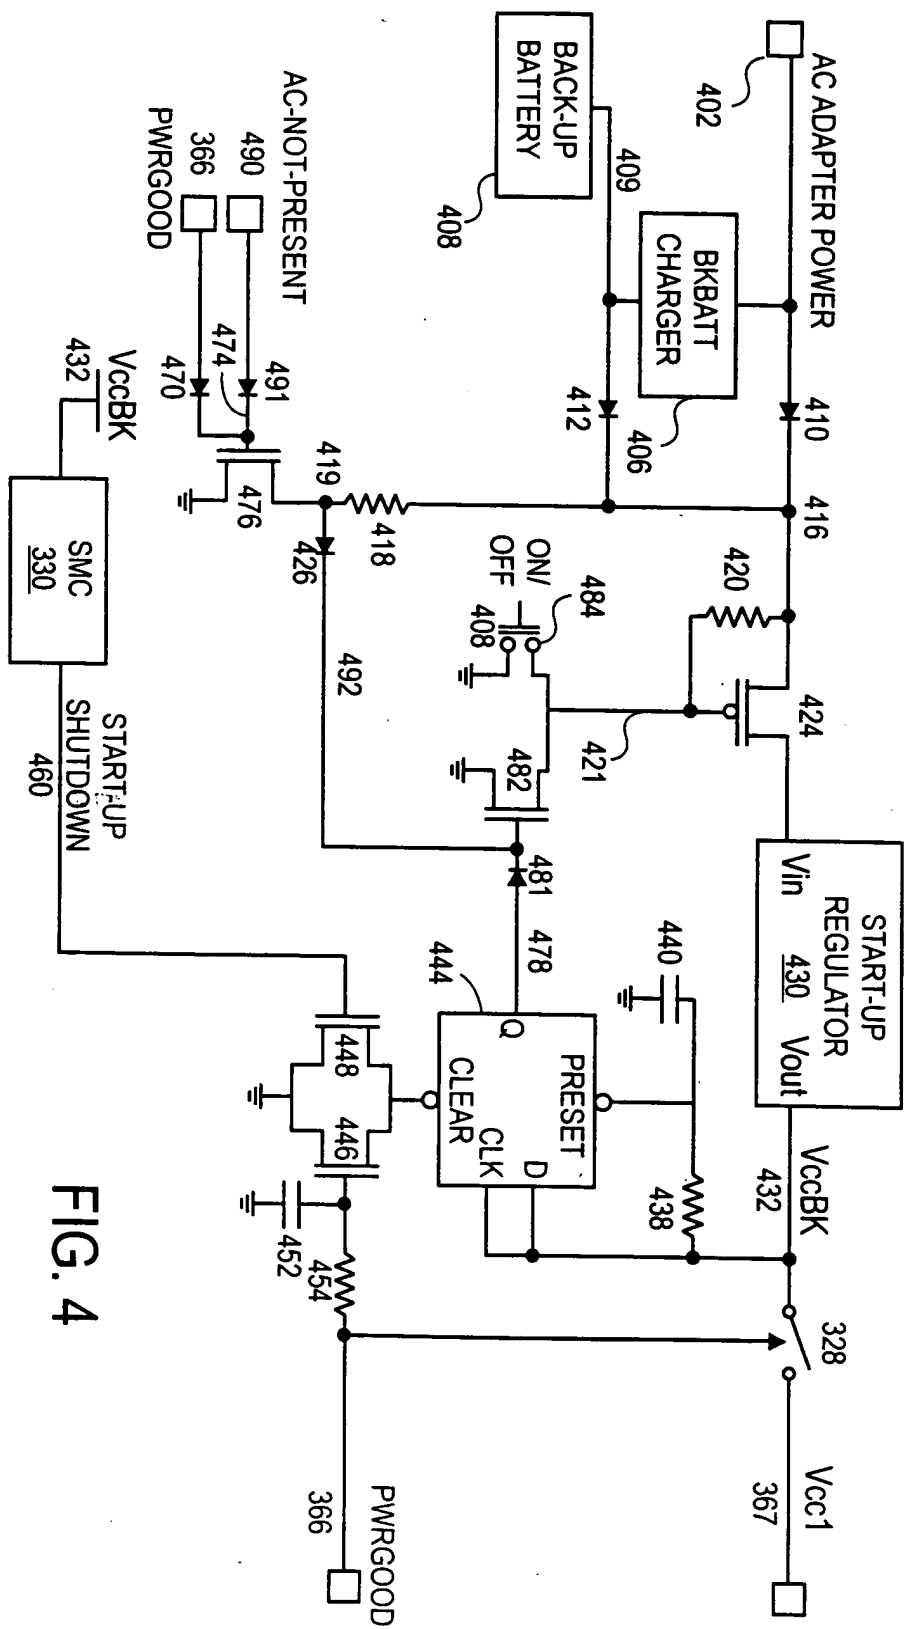 AC ADAPTER POWER
402
BACK-UP
BATTERY
408
409
BKBATT
CHARGER
406
410
412
416
420
424
START-UP
REGULATOR
430
Vin
Vout
VccBK
432
328
Vcc1
367
AC-NOT-PRESENT
490
366
PWRGOOD
491
474
470
476
419
418
426
492
ON/
OFF
484
408
421
482
481
478
444
440
438
PRESET
Q
CLEAR
CLK
D
VccBK
432
SMC
330
START-UP
SHUTDOWN
460
448
446
452
454
PWRGOOD
366
FIG. 4